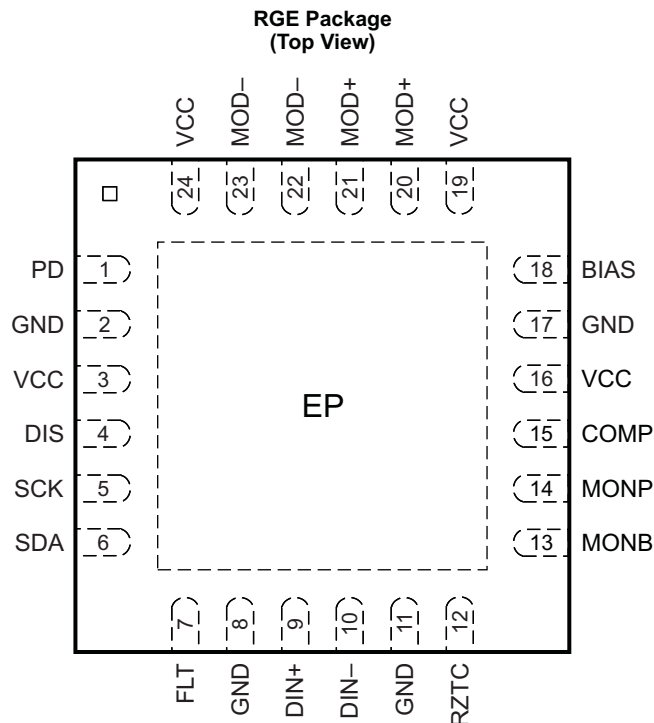 RGE Package
(Top View)
VCC MOD– MOD– MOD+ MOD+ VCC
24 23 22 21 20 19
PD 1 18 BIAS
GND 2 17 GND
VCC 3 16 VCC
EP
DIS 4 15 COMP
SCK 5 14 MONP
SDA 6 13 MONB
7 8 9 10 11 12
FLT GND DIN+ DIN– GND RZTC